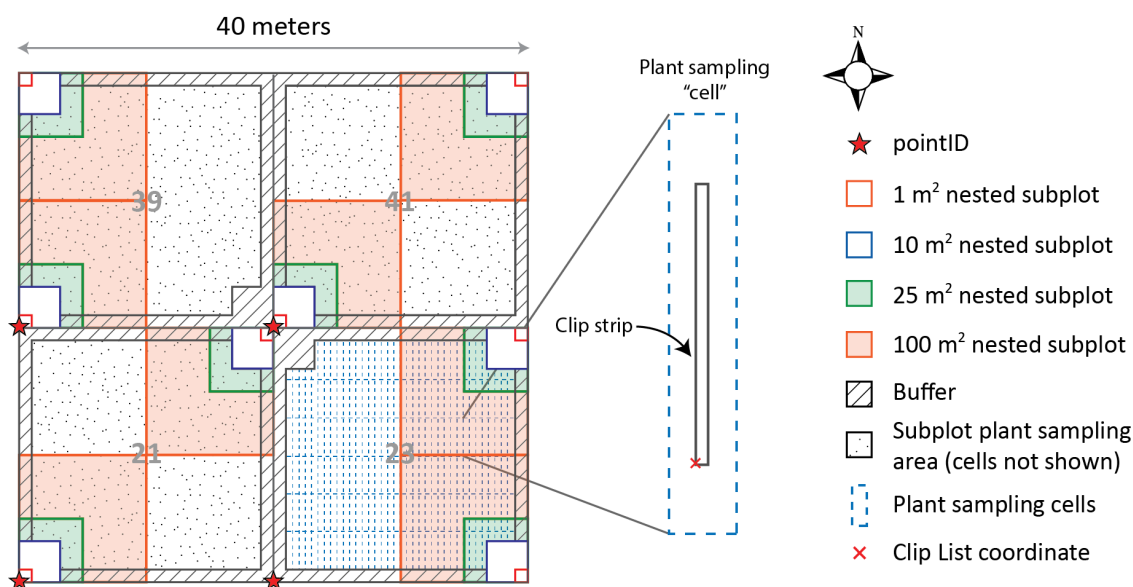 40 meters
39
41
21
23
Plant sampling
“cell”
Clip strip
N
pointID
1 m² nested subplot
10 m² nested subplot
25 m² nested subplot
100 m² nested subplot
Buffer
Subplot plant sampling
area (cells not shown)
Plant sampling cells
Clip List coordinate